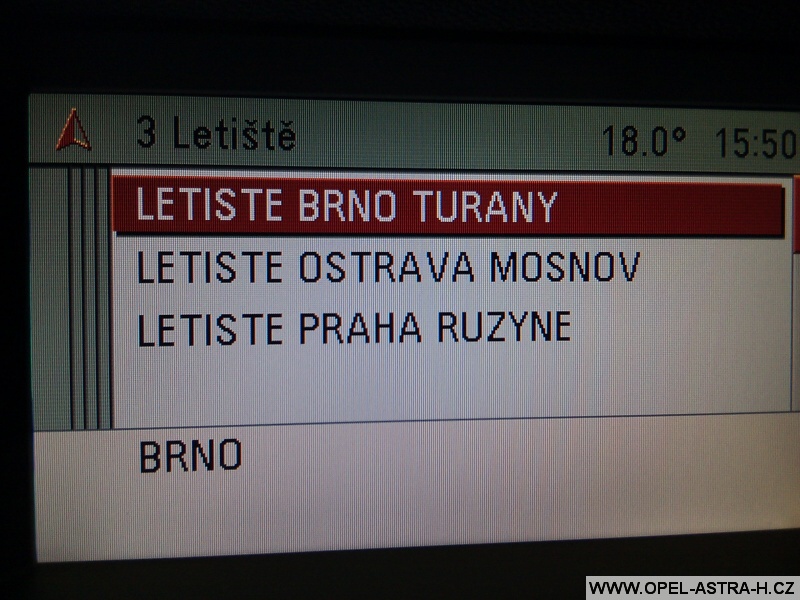 3 Letiště 18.0° 15:50
LETISTE BRNO TURANY
LETISTE OSTRAVA MOSNOV
LETISTE PRAHA RUZYNE
BRNO
WWW.OPEL-ASTRA-H.CZ